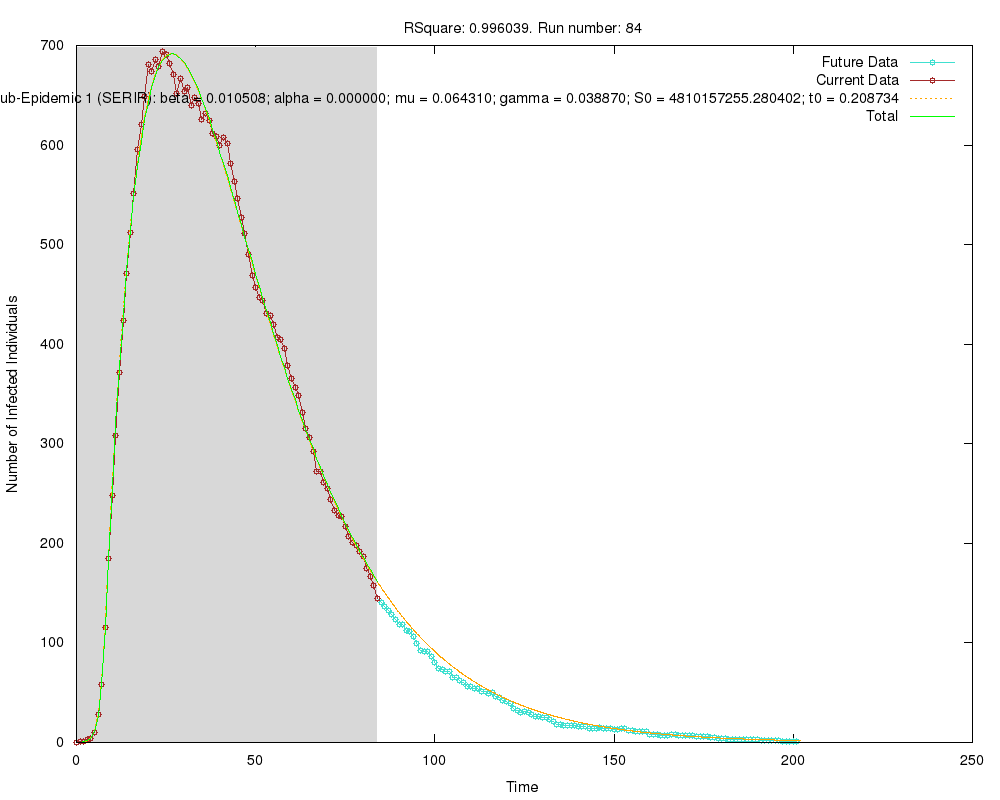 RSquare: 0.996039. Run number: 84
700
600
500
400
300
200
100
0
0
50
100
150
200
250
Number of Infected Individuals
Time
Future Data
Current Data
ub-Epidemic 1 (SERIR): beta = 0.010508; alpha = 0.000000; mu = 0.064310; gamma = 0.038870; S0 = 4810157255.280402; t0 = 0.208734
Total